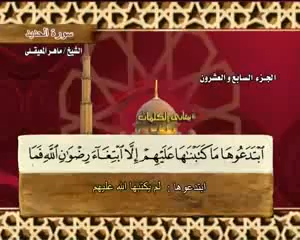 سورة الحديد
الشيخ / ماهر المعيقلي
الجزء السابع والعشرون
معاني الكلمات
ٱبْتَدَعُوهَا مَا كَتَبْنَٰهَا عَلَيْهِمْ إِلَّا ٱبْتِغَآءَ رِضْوَٰنِ ٱللَّهِ فَمَا
ابتدعوها : لم يكتبها الله عليهم